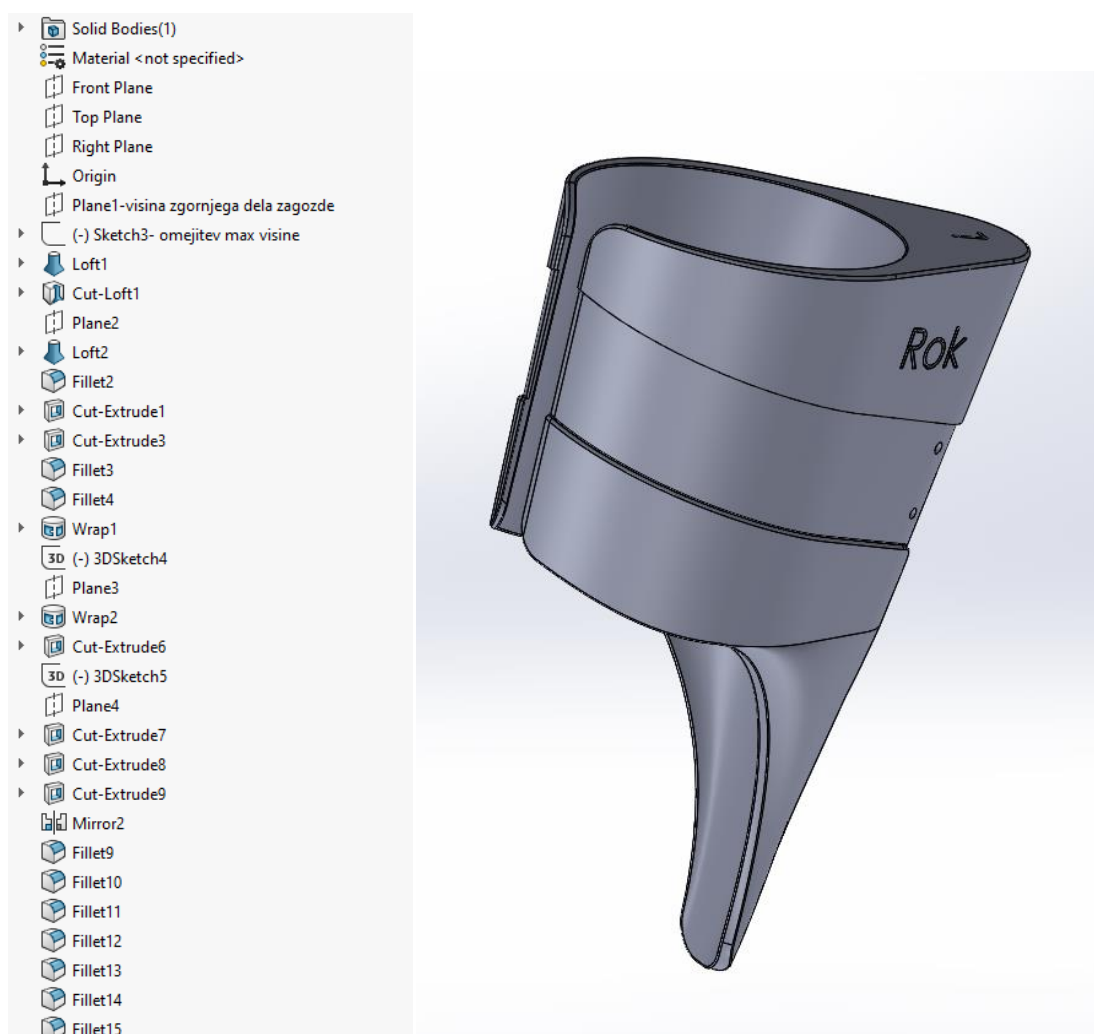 Solid Bodies(1)
Material <not specified>
Front Plane
Top Plane
Right Plane
Origin
Plane1-visina zgornjega dela zagozde
(-) Sketch3- omejitev max visine
Loft1
Cut-Loft1
Plane2
Loft2
Fillet2
Cut-Extrude1
Cut-Extrude3
Fillet3
Fillet4
Wrap1
3D (-) 3DSketch4
Plane3
Wrap2
Cut-Extrude6
3D (-) 3DSketch5
Plane4
Cut-Extrude7
Cut-Extrude8
Cut-Extrude9
Mirror2
Fillet9
Fillet10
Fillet11
Fillet12
Fillet13
Fillet14
Fillet15
Rok